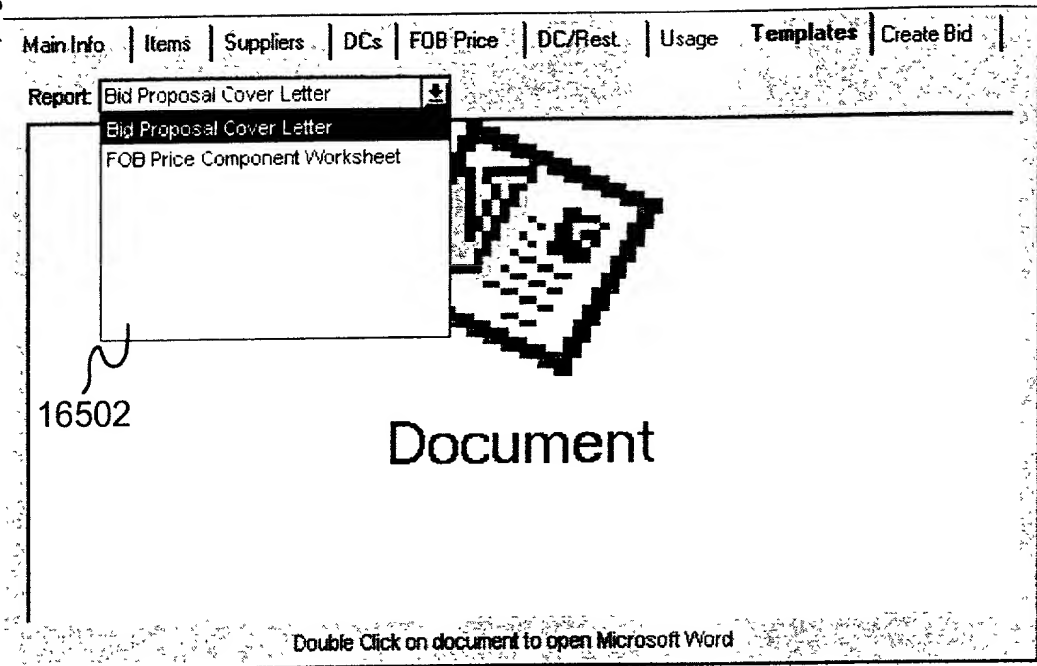 Main Info Items Suppliers DCs FOB Price DC/Rest. Usage Templates Create Bid
Report: Bid Proposal Cover Letter
Bid Proposal Cover Letter
FOB Price Component Worksheet
16502
Document
Double Click on document to open Microsoft Word